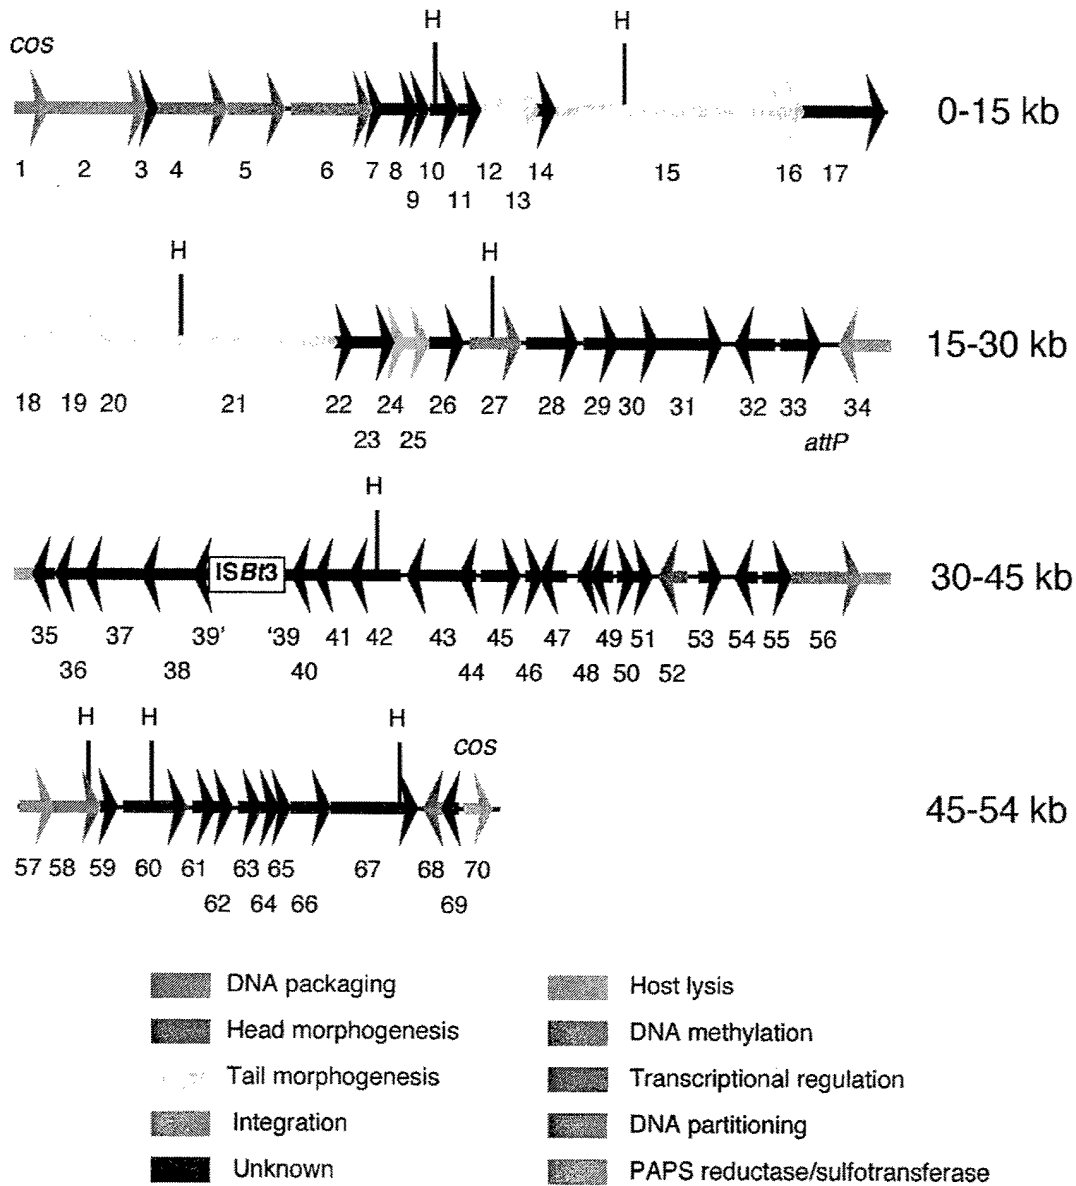 H H
cos
0-15 kb
1 2 3 4 5 6 7 8 10 12 14 15 16 17
9 11 13
H H
15-30 kb
18 19 20 21 22 24 26 27 28 29 30 31 32 33 34
23 25 attP
H
ISBt3
30-45 kb
35 37 39' '39 41 42 43 45 47 49 51 53 54 55 56
36 38 40 44 46 48 50 52
H H H
cos
45-54 kb
57 58 59 60 61 63 65 67 68 70
62 64 66 69
DNA packaging
Head morphogenesis
Tail morphogenesis
Integration
Unknown
Host lysis
DNA methylation
Transcriptional regulation
DNA partitioning
PAPS reductase/sulfotransferase